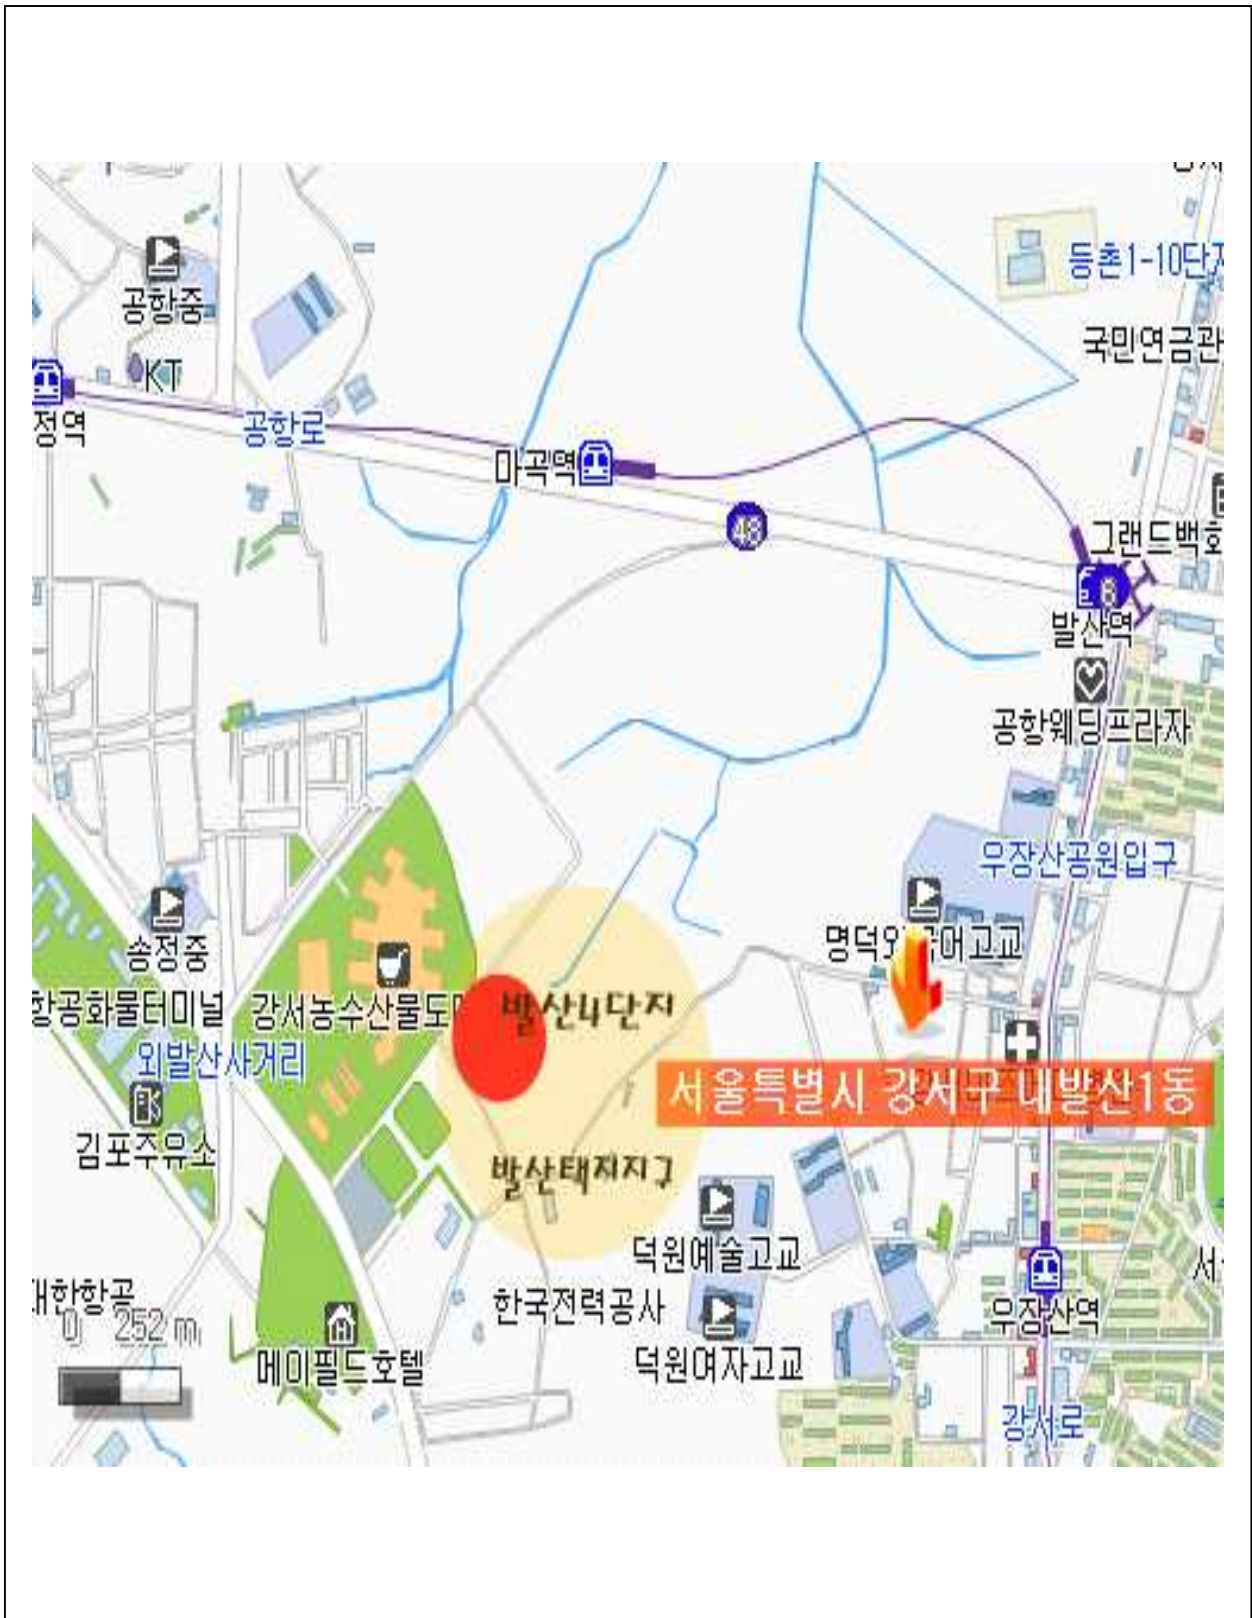 등촌1-10단지
공항중
국민연금관
KT
정역
공항로
마곡역
48
그랜드백화
8
발산역
공항웨딩프라자
우장산공원입구
송정중
항공화물터미널
강서농수산물도매
발산4단지
외발산사거리
서울특별시 강서구 내발산1동
김포주유소
발산택지지구
덕원예술고교
대한항공
한국전력공사
우장산역
서
0 252 m
메이필드호텔
덕원여자고교
강서로